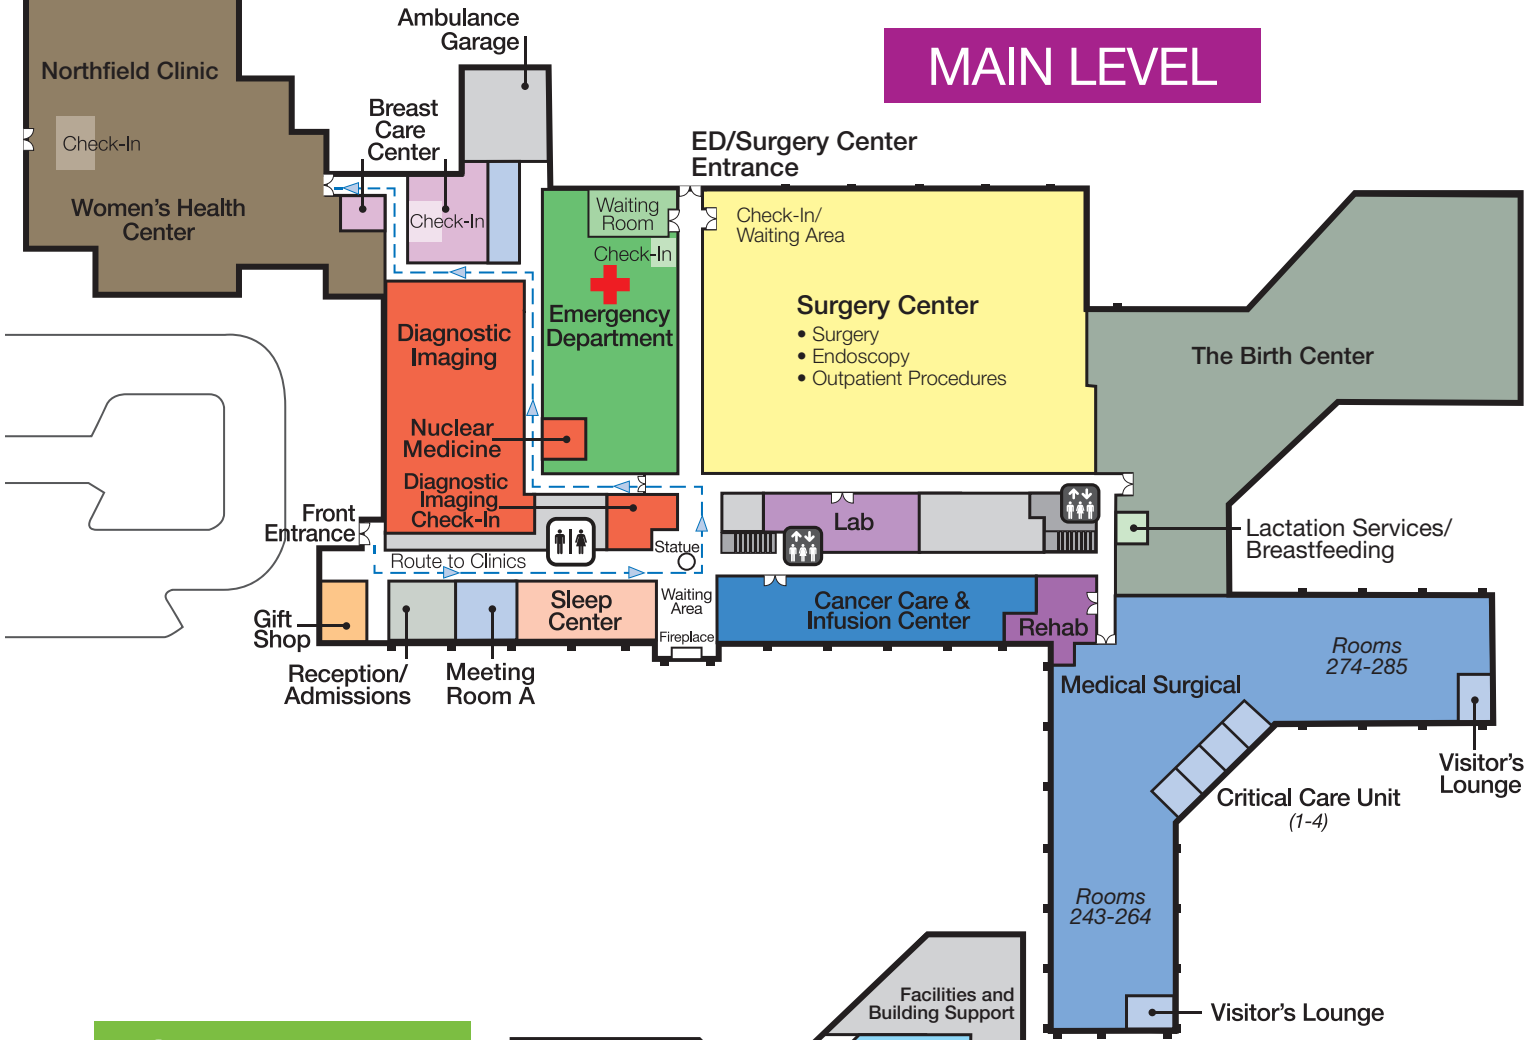 Ambulance
Garage
MAIN LEVEL
Northfield Clinic
Check-In
Breast
Care
Center
ED/Surgery Center
Entrance
Women's Health
Center
Check-In
Waiting
Room
Check-In
Check-In/
Waiting Area
Emergency
Department
Surgery Center
• Surgery
• Endoscopy
• Outpatient Procedures
Diagnostic
Imaging
The Birth Center
Nuclear
Medicine
Diagnostic
Imaging
Check-In
Front
Entrance
Route to Clinics
Statue
Lab
Lactation Services/
Breastfeeding
Gift
Shop
Sleep
Center
Waiting
Area
Fireplace
Cancer Care &
Infusion Center
Rehab
Reception/
Admissions
Meeting
Room A
Rooms
274-285
Medical Surgical
Visitor's
Lounge
Critical Care Unit
(1-4)
Rooms
243-264
Facilities and
Building Support
Visitor's Lounge